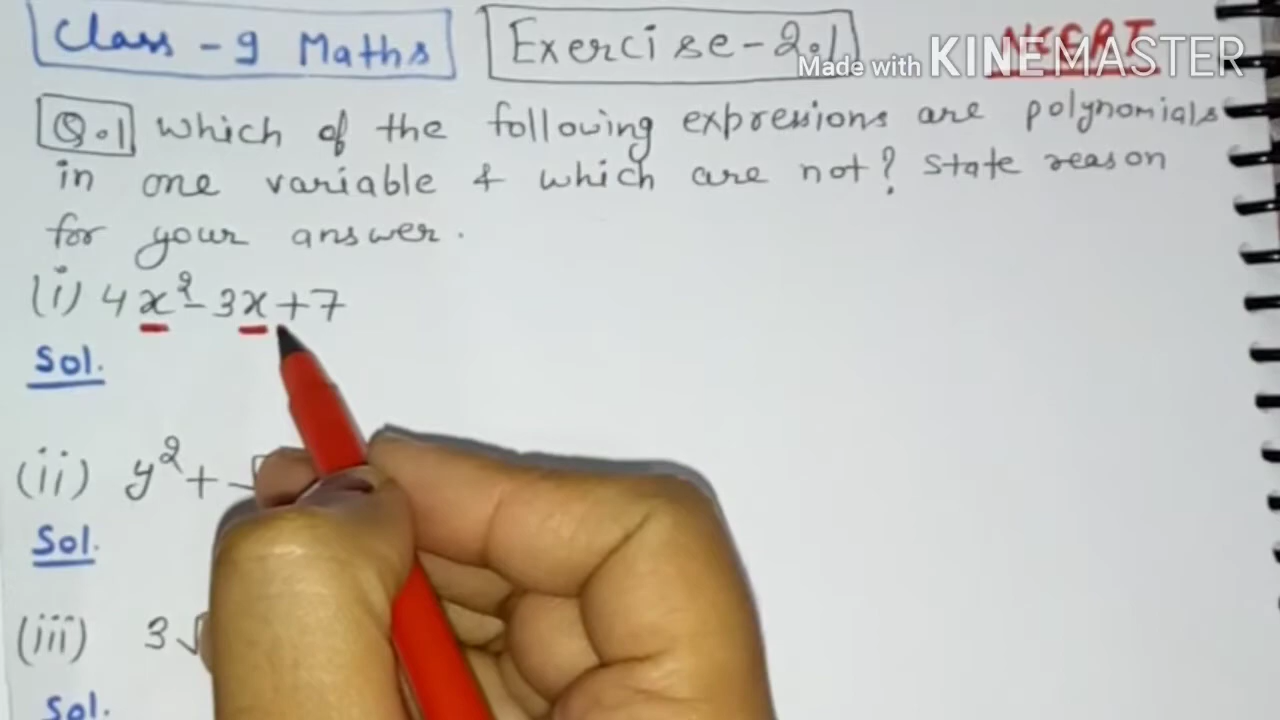 Class - 9 Maths
Exercise - 2.1
NCERT
Made with KINEMASTER
Q.1 Which of the following expressions are polynomials
in one variable & which are not? State reason
for your answer.
(i) 4x² - 3x + 7
Sol.
(ii) y² + √
Sol.
(iii) 3√
Sol.